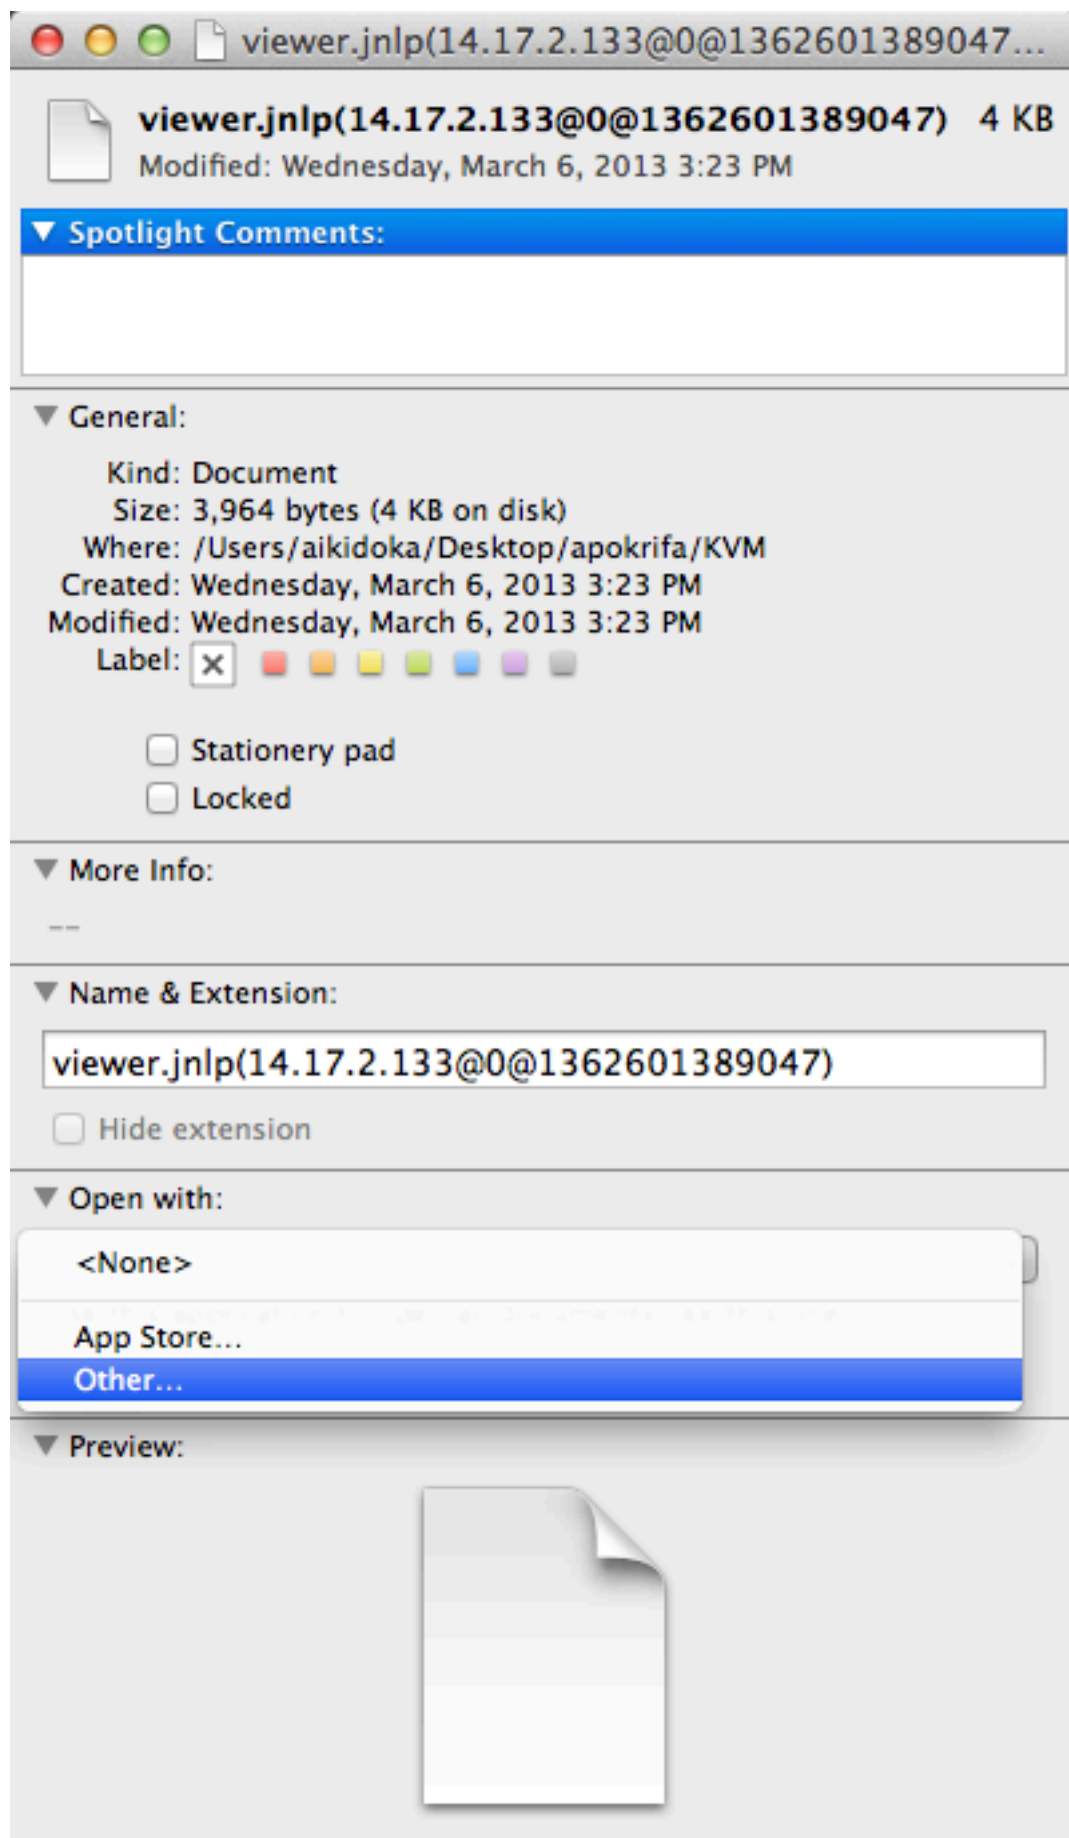 viewer.jnlp(14.17.2.133@0@1362601389047...
viewer.jnlp(14.17.2.133@0@1362601389047) 4 KB
Modified: Wednesday, March 6, 2013 3:23 PM
Spotlight Comments:
General:
Kind: Document
Size: 3,964 bytes (4 KB on disk)
Where: /Users/aikidoka/Desktop/apokrifa/KVM
Created: Wednesday, March 6, 2013 3:23 PM
Modified: Wednesday, March 6, 2013 3:23 PM
Label:
Stationery pad
Locked
More Info:
--
Name & Extension:
viewer.jnlp(14.17.2.133@0@1362601389047)
Hide extension
Open with:
<None>
App Store...
Other...
Preview: